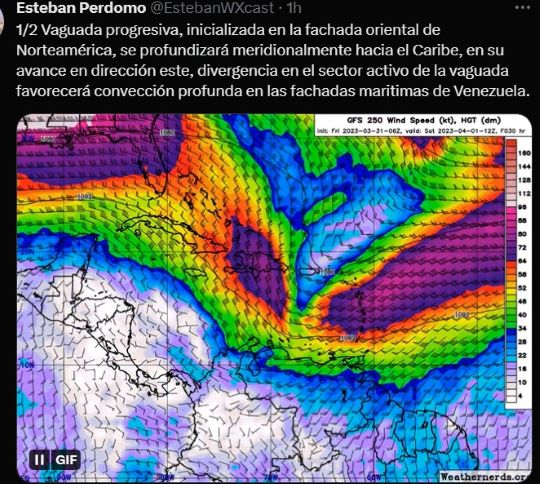 Esteban Perdomo @EstebanWXcast · 1h
1/2 Vaguada progresiva, inicializada en la fachada oriental de
Norteamérica, se profundizará meridionalmente hacia el Caribe, en su
avance en dirección este, divergencia en el sector activo de la vaguada
favorecerá convección profunda en las fachadas maritimas de Venezuela.
GFS 250 Wind Speed (kt), HGT (dm)
Init: Fri 2023-03-31-06Z, valid: Sat 2023-04-01-12Z, F030 hr
160
144
128
112
96
88
80
72
64
58
52
46
40
34
28
22
16
10
4
1092
1092
1092
10N
60W
GIF
Weathernerds.org